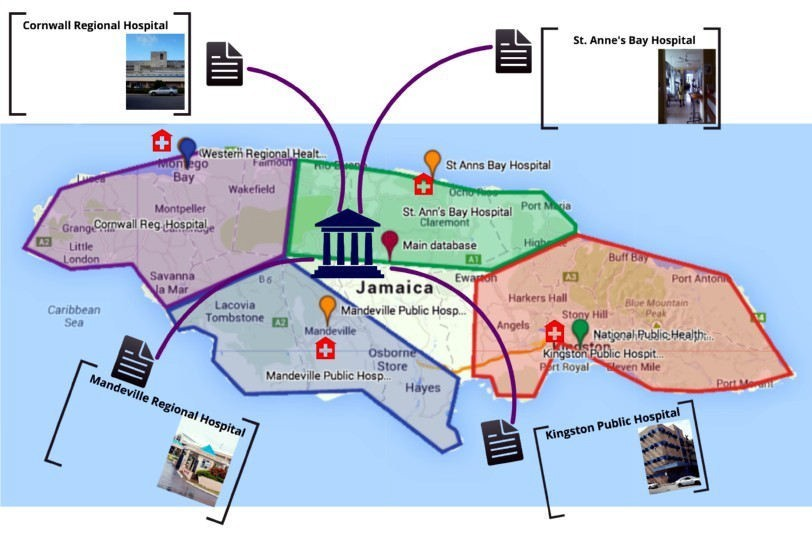 Cornwall Regional Hospital
St. Anne's Bay Hospital
Western Regional Healt...
Montego
Bay
Falmouth
Rio Bueno
St Anns Bay Hospital
Lucea
Wakefield
Ocho Rios
Port Maria
Montpeller
St. Ann's Bay Hospital
Claremont
Cornwall Reg. Hospital
A2
Main database
Highgate
Little
London
A1
Buff Bay
Savanna
la Mar
B6
Ewarton
A3
Port Antonio
Jamaica
Harkers Hall
Blue Mountain
Peak
Caribbean
Sea
Lacovia
Tombstone
Mandeville Public Hosp...
Stony Hill
A4
A2
Mandeville
Angels
National Public Health...
Kingston
Osborne
Store
Kingston Public Hospit...
Port Royal
Eleven Mile
Mandeville Public Hosp...
Hayes
Port Morant
Mandeville Regional Hospital
Kingston Public Hospital